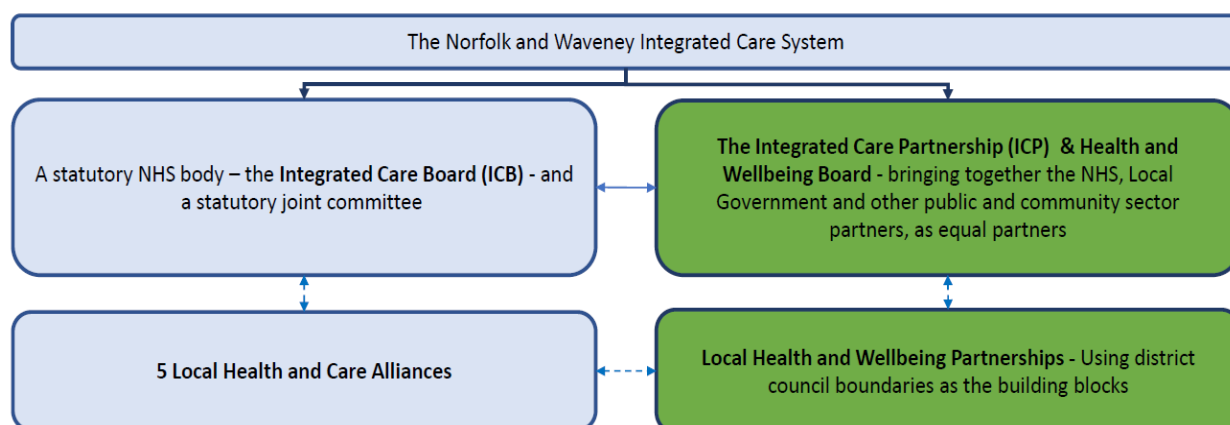 The Norfolk and Waveney Integrated Care System
A statutory NHS body – the Integrated Care Board (ICB) - and
a statutory joint committee
The Integrated Care Partnership (ICP) & Health and
Wellbeing Board - bringing together the NHS, Local
Government and other public and community sector
partners, as equal partners
5 Local Health and Care Alliances
Local Health and Wellbeing Partnerships - Using district
council boundaries as the building blocks